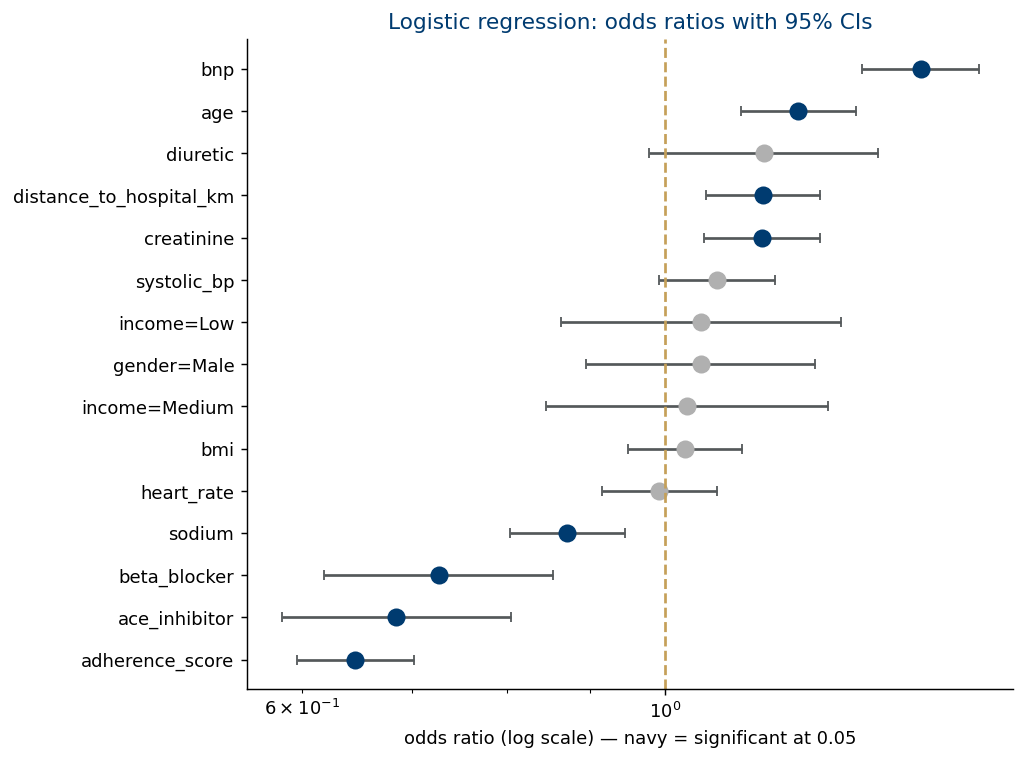 Logistic regression: odds ratios with 95% CIs
bnp
age
diuretic
distance_to_hospital_km
creatinine
systolic_bp
income=Low
gender=Male
income=Medium
bmi
heart_rate
sodium
beta_blocker
ace_inhibitor
adherence_score
6 × 10⁻¹ 10⁰
odds ratio (log scale) — navy = significant at 0.05